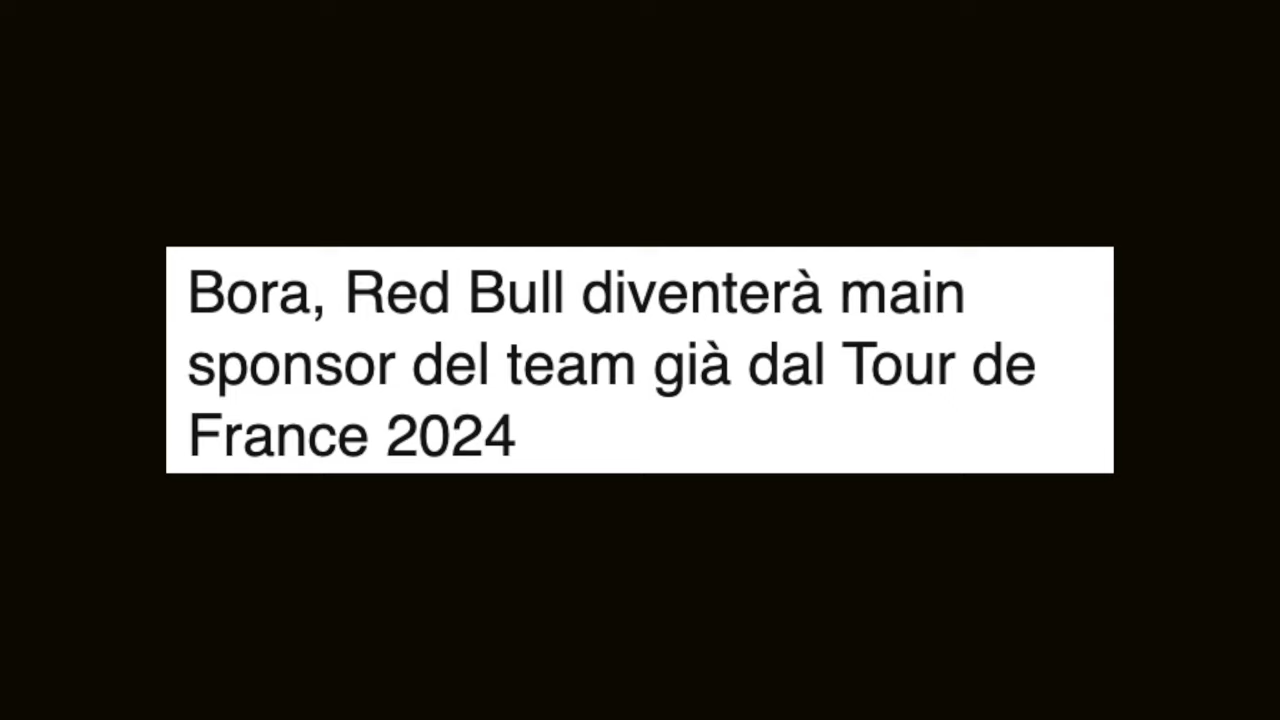 Bora, Red Bull diventerà main
sponsor del team già dal Tour de
France 2024